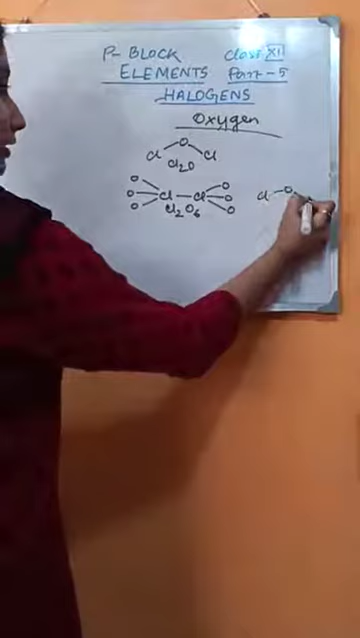 P-BLOCK Class XII
ELEMENTS Part-5
HALOGENS
Oxygen
O
Cl Cl
Cl2O
O O
O Cl — Cl O
O O
Cl2O6
Cl — O